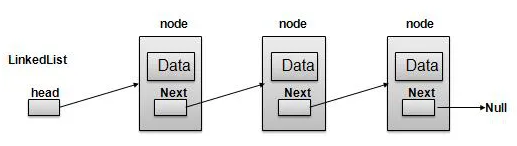 node node node
LinkedList
Data Data Data
head Next Next Next
Null